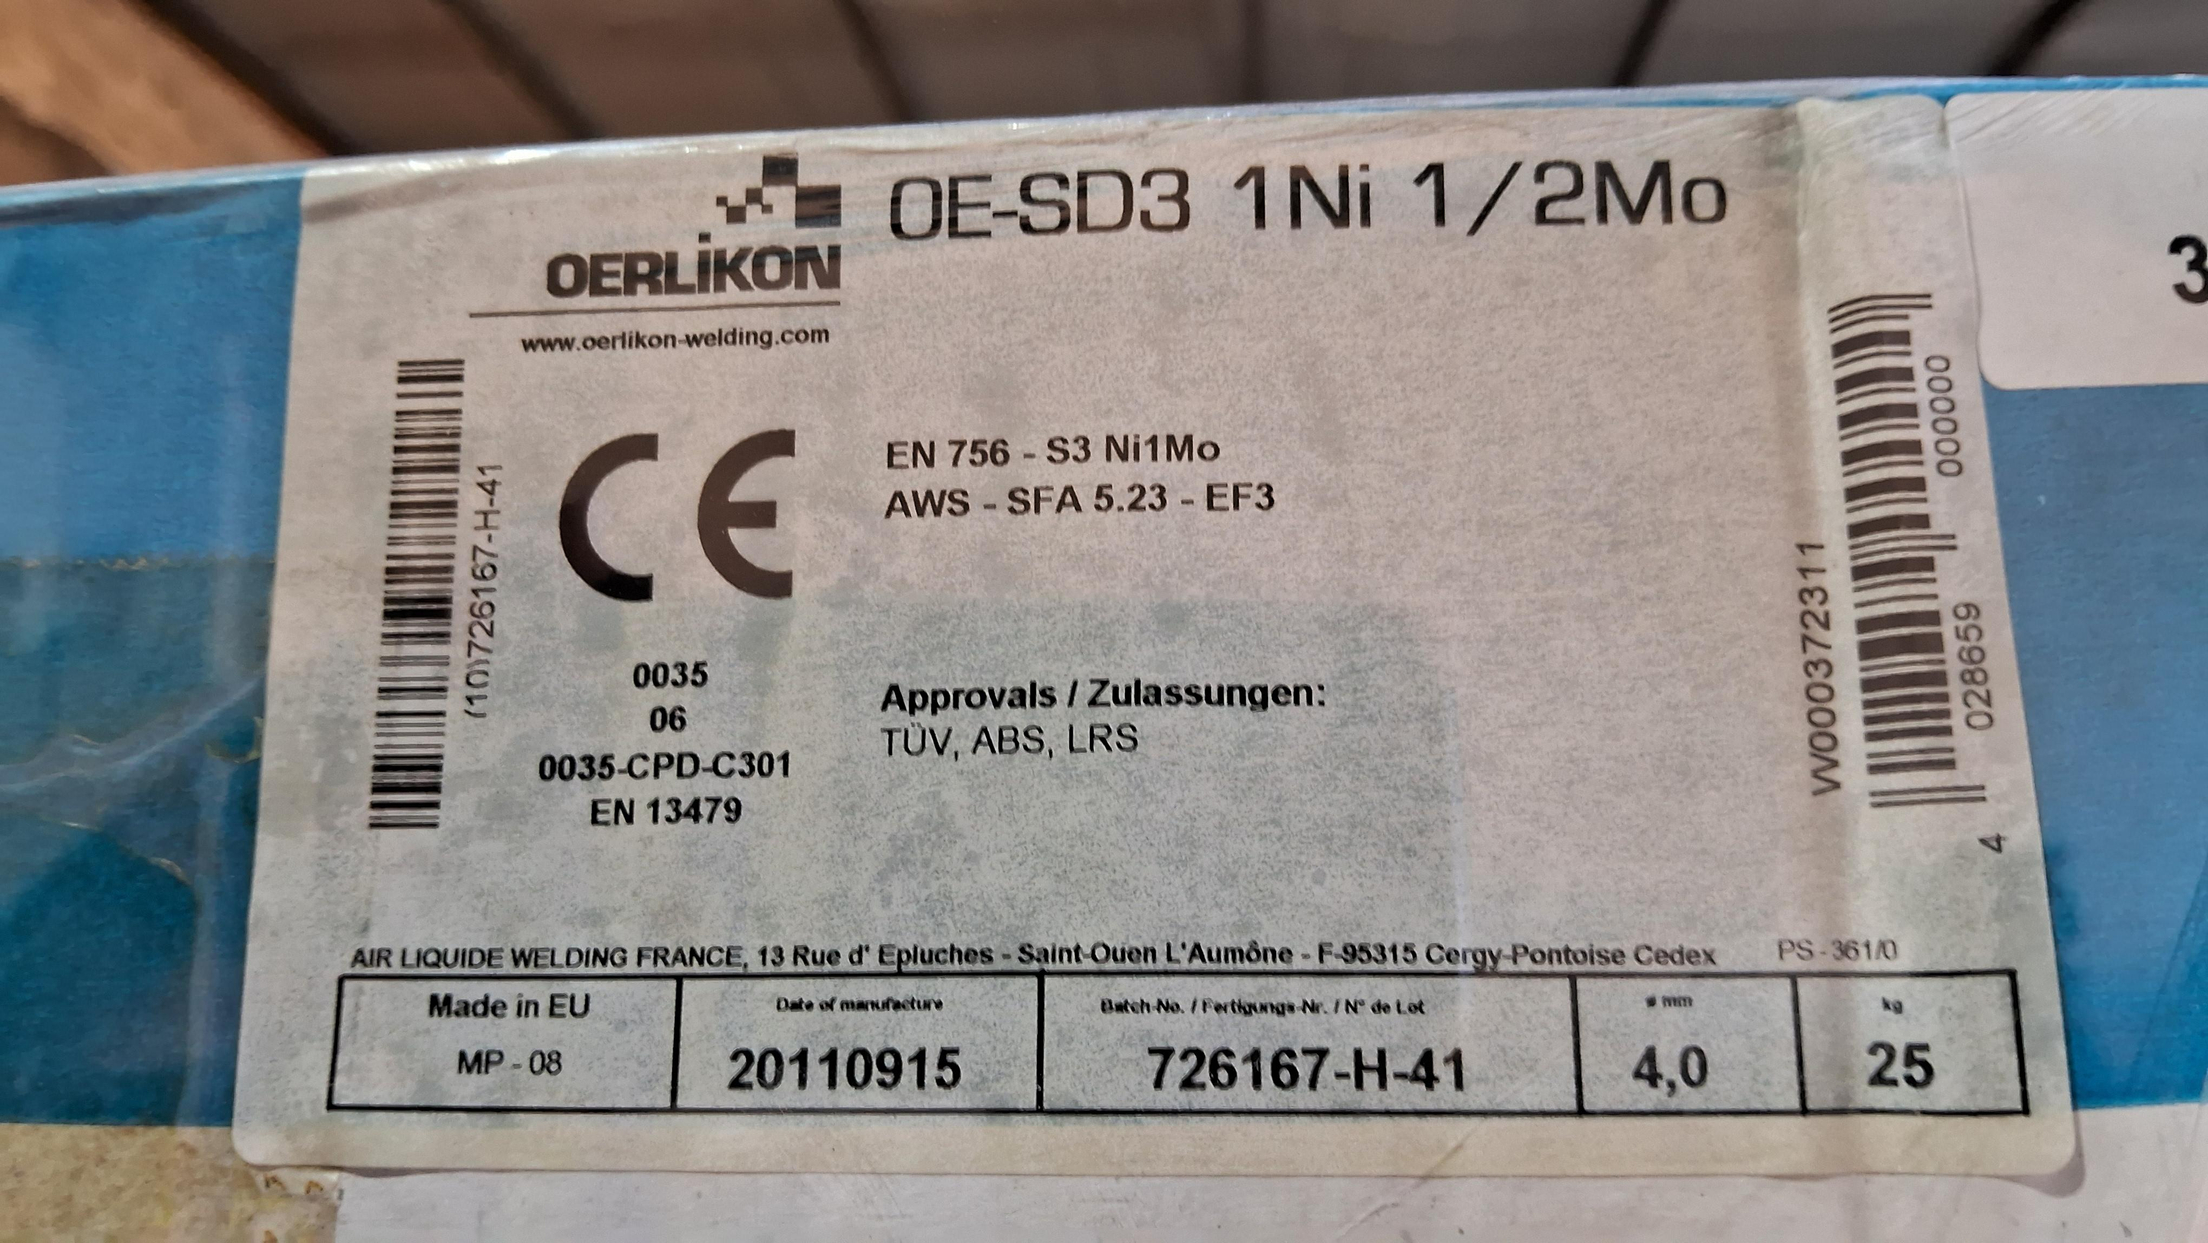 OE-SD3 1Ni 1/2Mo
OERLiKON
www.oerlikon-welding.com
3
(10)726167-H-41
CE
EN 756 - S3 Ni1Mo
AWS - SFA 5.23 - EF3
0035
06
0035-CPD-C301
EN 13479
Approvals / Zulassungen:
TÜV, ABS, LRS
W000372311
4 028659 000000
AIR LIQUIDE WELDING FRANCE, 13 Rue d' Epluches - Saint-Ouen L'Aumône - F-95315 Cergy-Pontoise Cedex PS - 361/0
Made in EU
MP - 08
Date of manufacture
20110915
Batch-No. / Fertigungs-Nr. / N° de Lot
726167-H-41
ø mm
4,0
kg
25